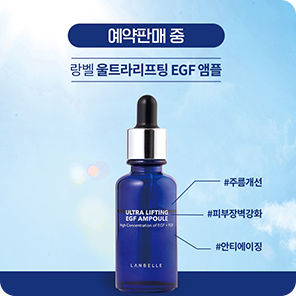 예약판매 중
랑벨 울트라리프팅 EGF 앰플
ULTRA LIFTING
EGF AMPOULE
High Concentration of EGF + FGF
LANBELLE
#주름개선
#피부장벽강화
#안티에이징